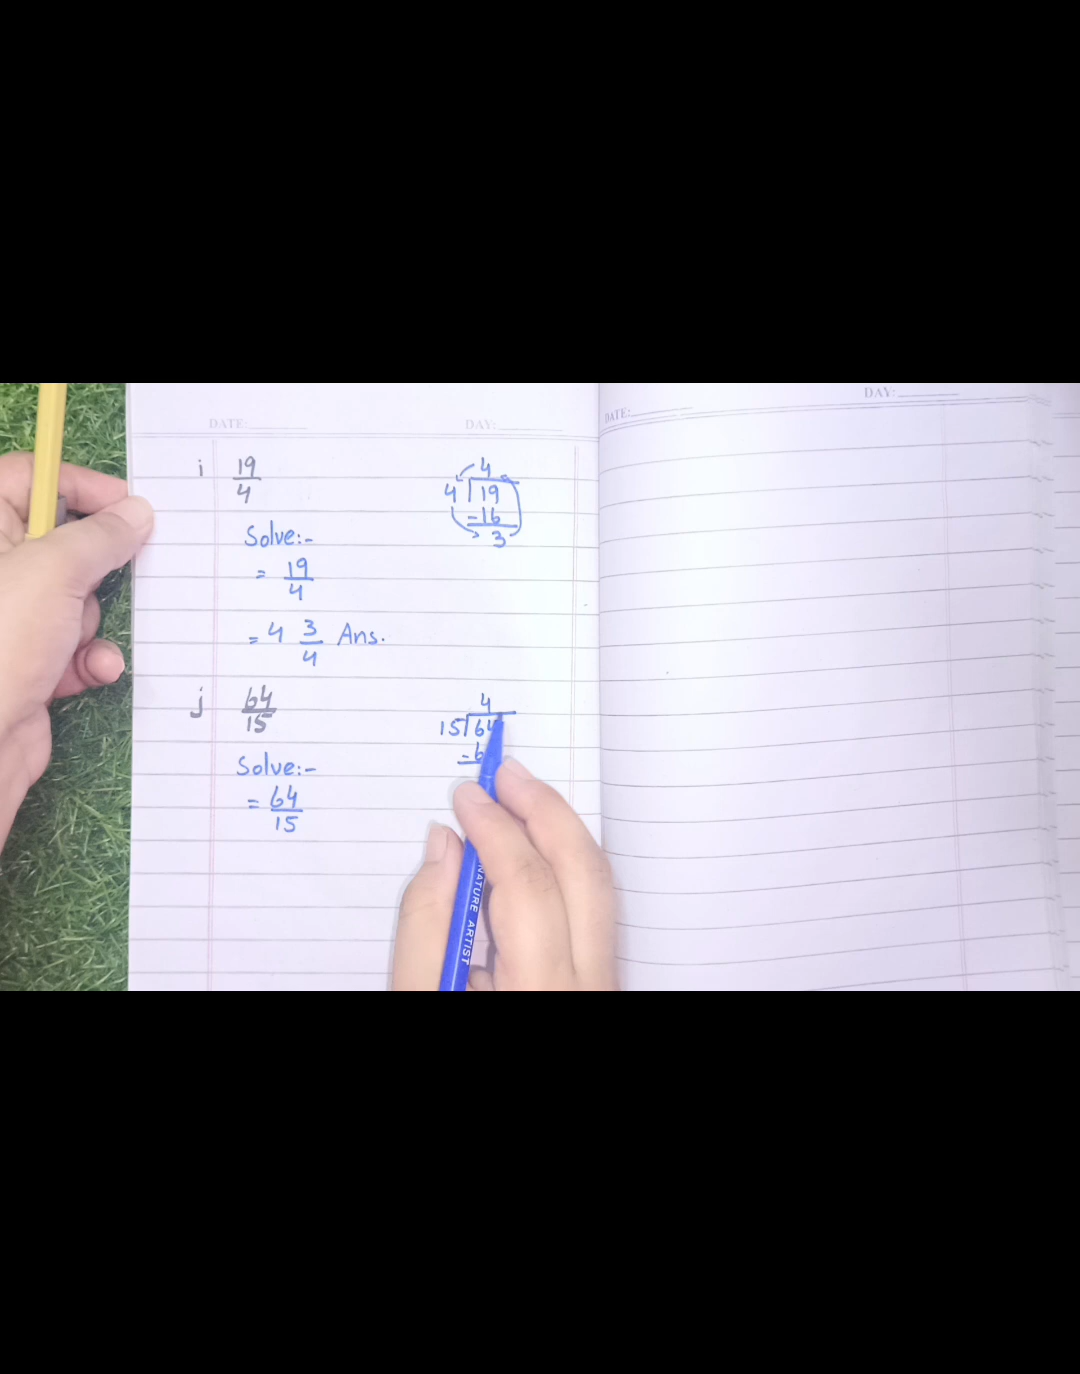 DATE: DAY:
i 19/4
Solve:-
= 19/4
= 4 3/4 Ans.
4
4 19
-16
3
j 64/15
Solve:-
= 64/15
4
15 64
-6
NATURE ARTIST
DATE: DAY: